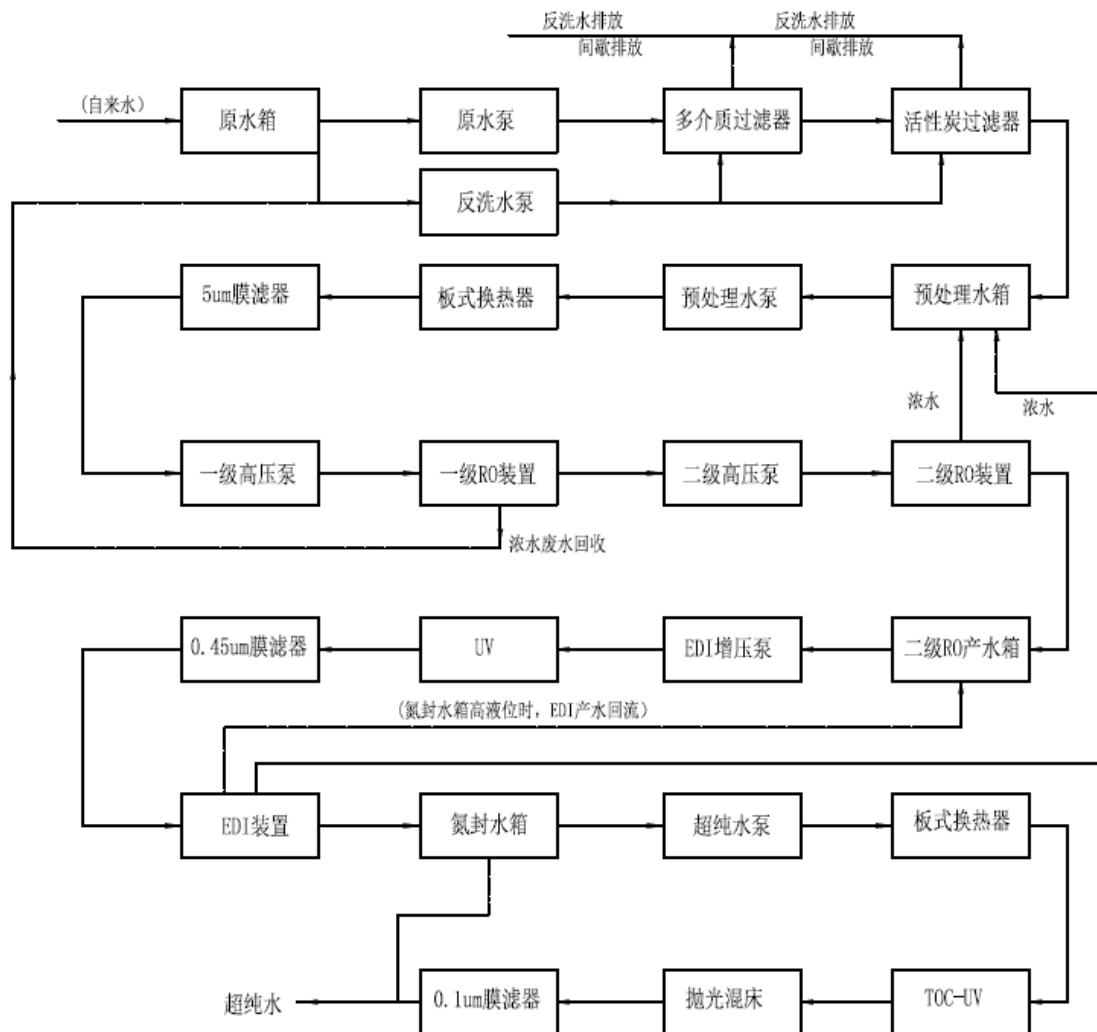 反洗水排放
反洗水排放
间歇排放
间歇排放
(自来水)
原水箱
原水泵
多介质过滤器
活性炭过滤器
反洗水泵
5um膜滤器
板式换热器
预处理水泵
预处理水箱
浓水
浓水
一级高压泵
一级RO装置
二级高压泵
二级RO装置
浓水废水回收
0.45um膜滤器
UV
EDI增压泵
二级RO产水箱
(氮封水箱高液位时，EDI产水回流)
EDI装置
氮封水箱
超纯水泵
板式换热器
超纯水
0.1um膜滤器
抛光混床
TOC-UV